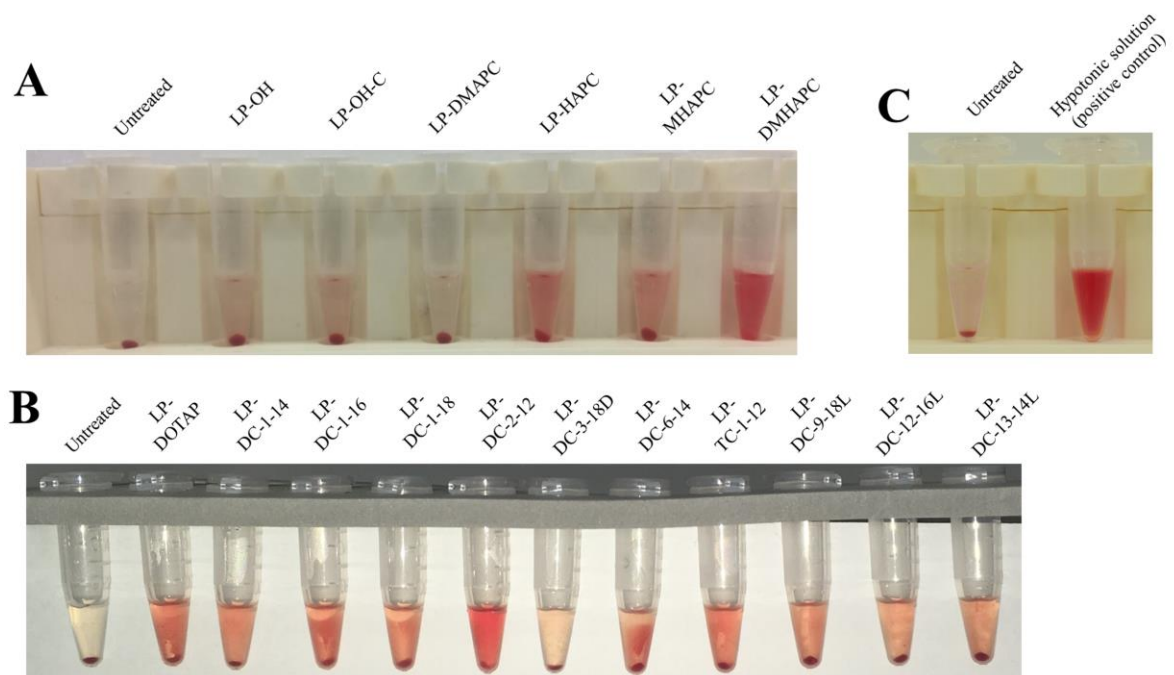 A
Untreated
LP-OH
LP-OH-C
LP-DMAPC
LP-HAPC
LP-
MHAPC
LP-
DMHAPC
C
Untreated
Hypotonic solution
(positive control)
B
Untreated
LP-
DOTAP
LP-
DC-1-14
LP-
DC-1-16
LP-
DC-1-18
LP-
DC-2-12
LP-
DC-3-18D
LP-
DC-6-14
LP-
TC-1-12
LP-
DC-9-18L
LP-
DC-12-16L
LP-
DC-13-14L